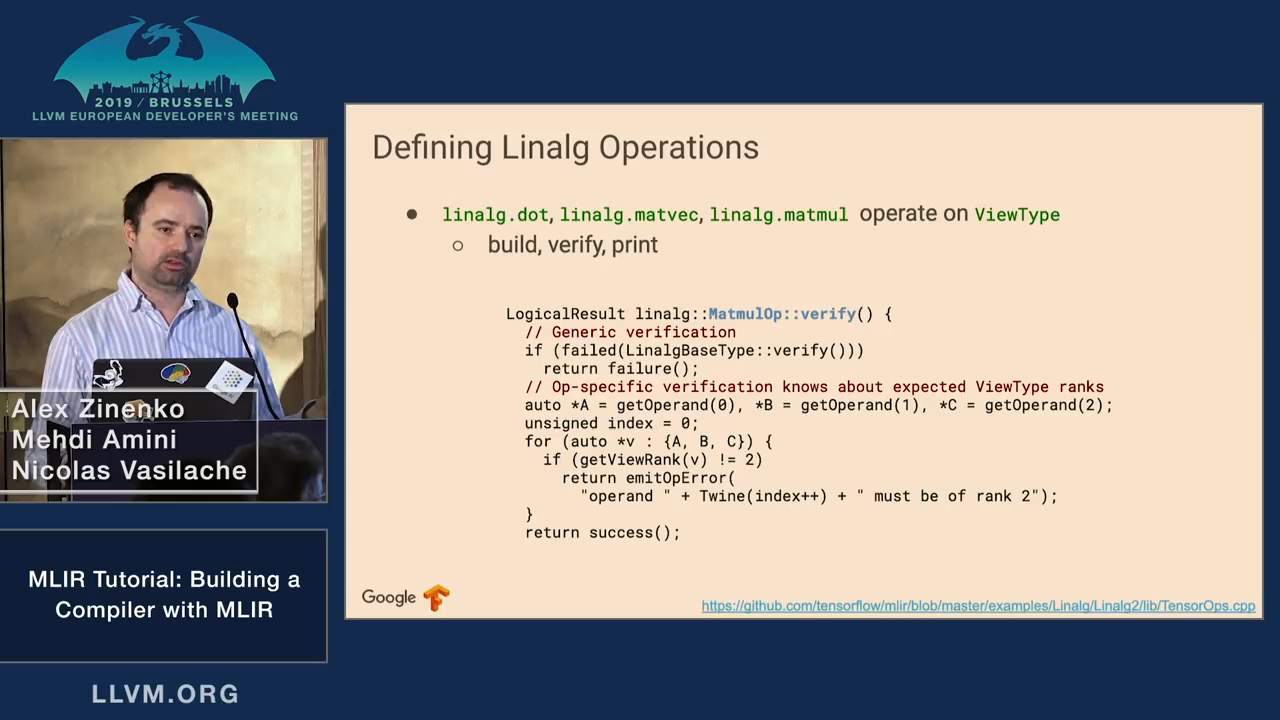 2019 / BRUSSELS
LLVM EUROPEAN DEVELOPER'S MEETING
Alex Zinenko
Mehdi Amini
Nicolas Vasilache
MLIR Tutorial: Building a
Compiler with MLIR
LLVM.ORG
Defining Linalg Operations
● linalg.dot, linalg.matvec, linalg.matmul operate on ViewType
○ build, verify, print
LogicalResult linalg::MatmulOp::verify() {
// Generic verification
if (failed(LinalgBaseType::verify()))
return failure();
// Op-specific verification knows about expected ViewType ranks
auto *A = getOperand(0), *B = getOperand(1), *C = getOperand(2);
unsigned index = 0;
for (auto *v : {A, B, C}) {
if (getViewRank(v) != 2)
return emitOpError(
"operand " + Twine(index++) + " must be of rank 2");
}
return success();
Google
https://github.com/tensorflow/mlir/blob/master/examples/Linalg/Linalg2/lib/TensorOps.cpp